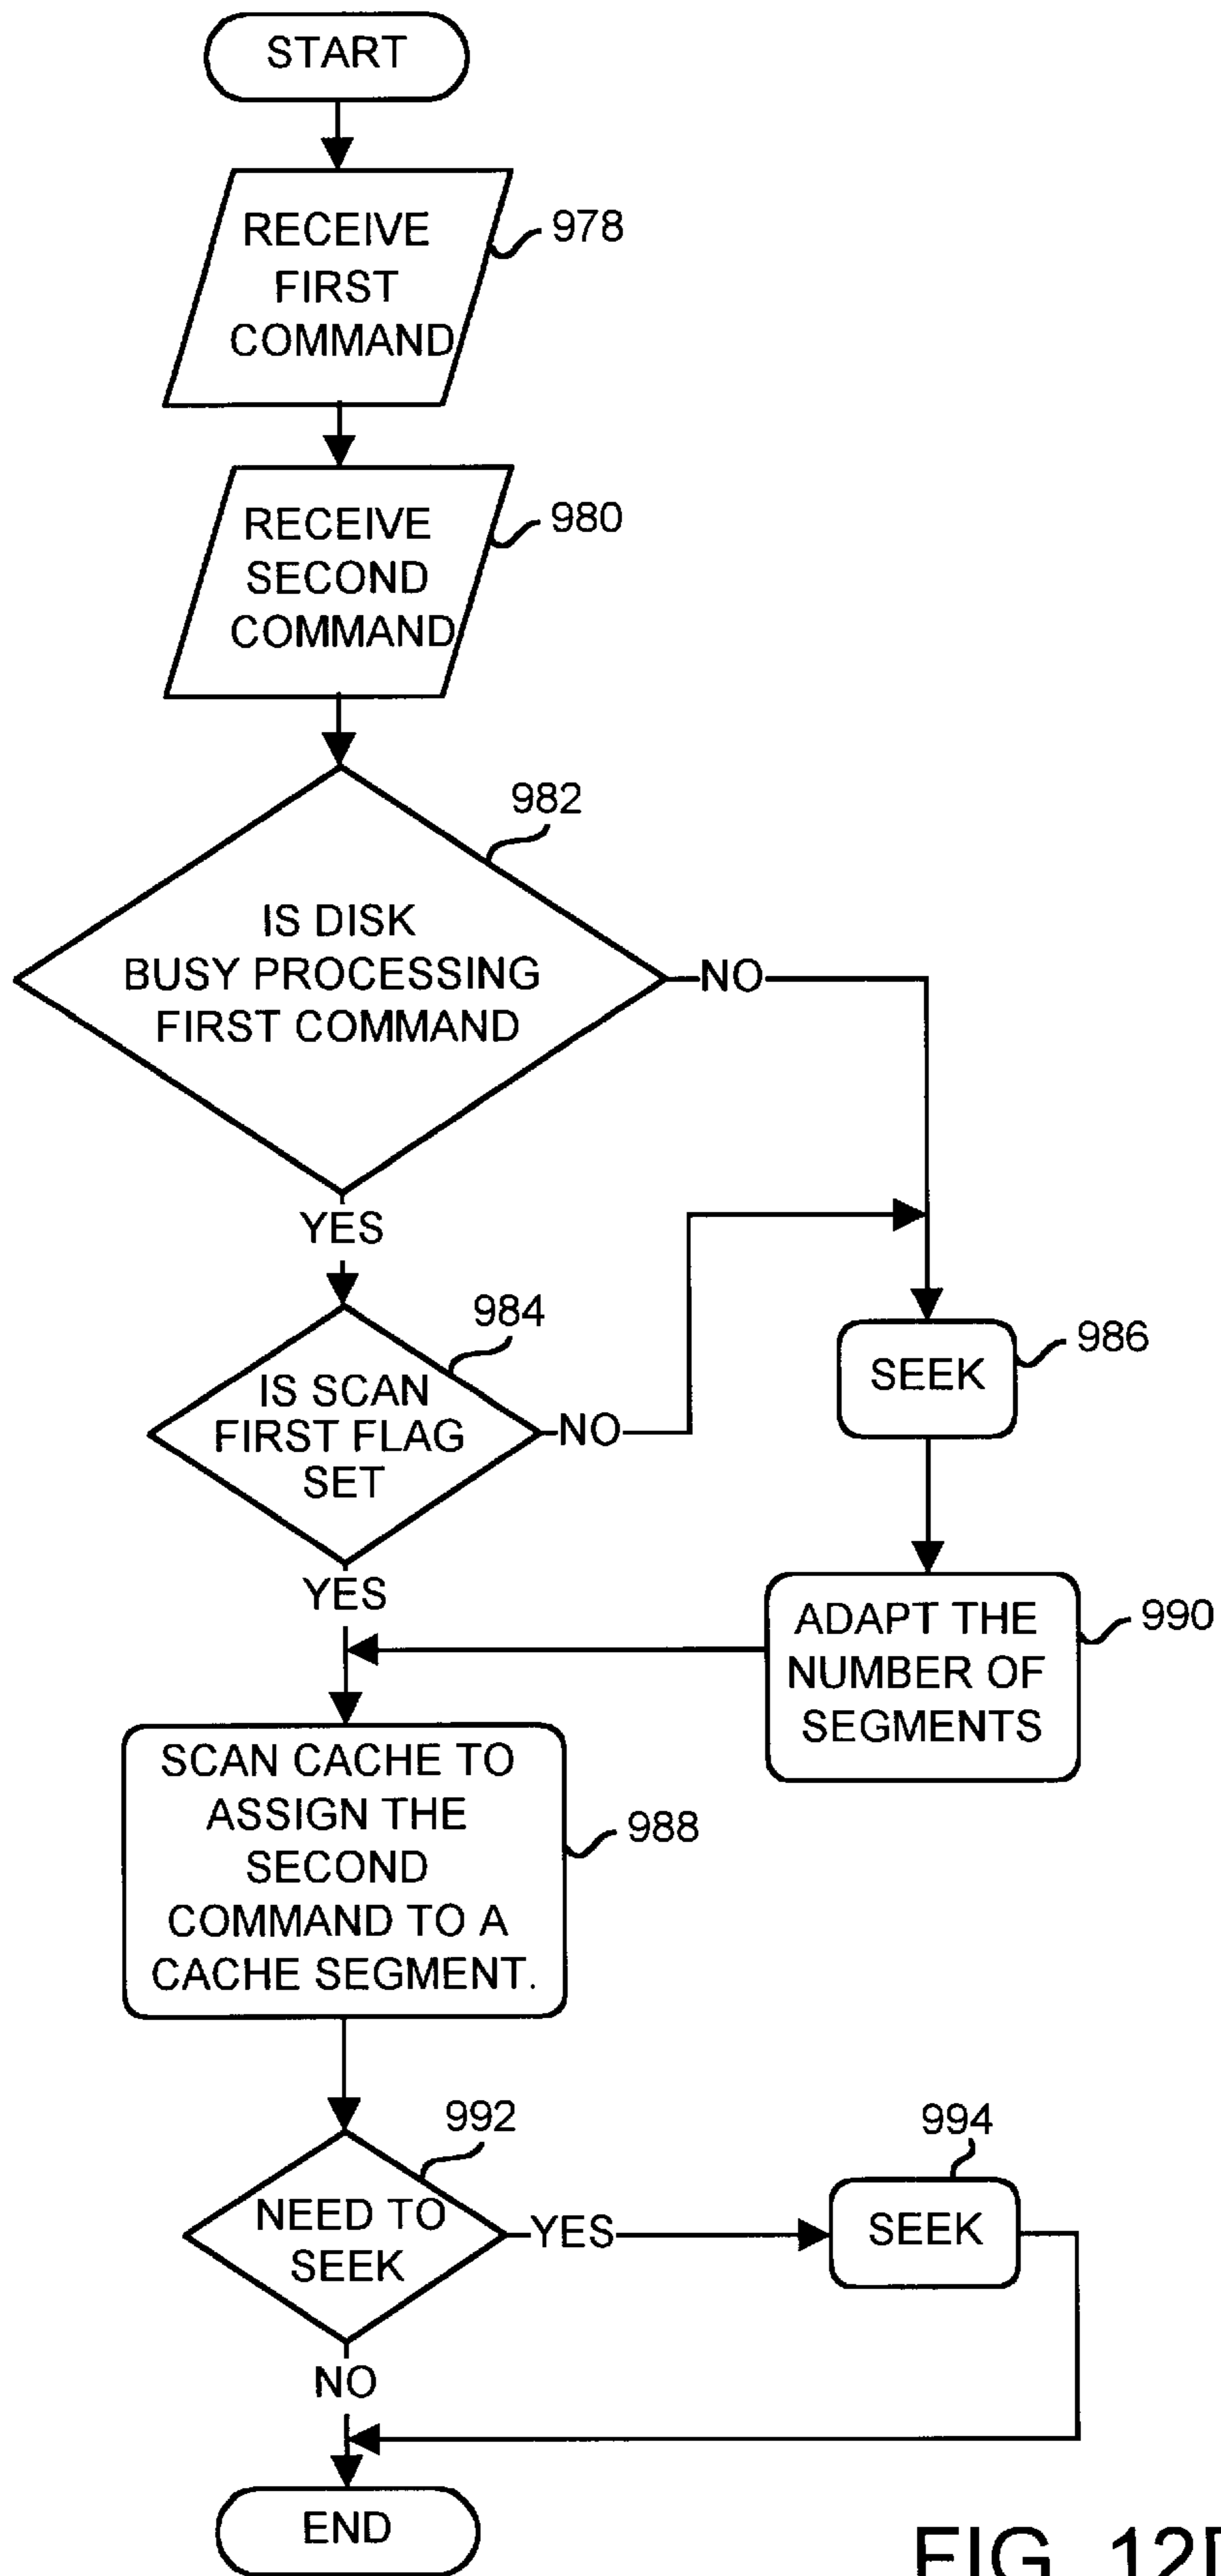 START
RECEIVE
FIRST
COMMAND
978
RECEIVE
SECOND
COMMAND
980
982
IS DISK
BUSY PROCESSING
FIRST COMMAND
NO
YES
984
IS SCAN
FIRST FLAG
SET
NO
986
SEEK
YES
ADAPT THE
NUMBER OF
SEGMENTS
990
SCAN CACHE TO
ASSIGN THE
SECOND
COMMAND TO A
CACHE SEGMENT.
988
992
NEED TO
SEEK
YES
994
SEEK
NO
END
FIG.